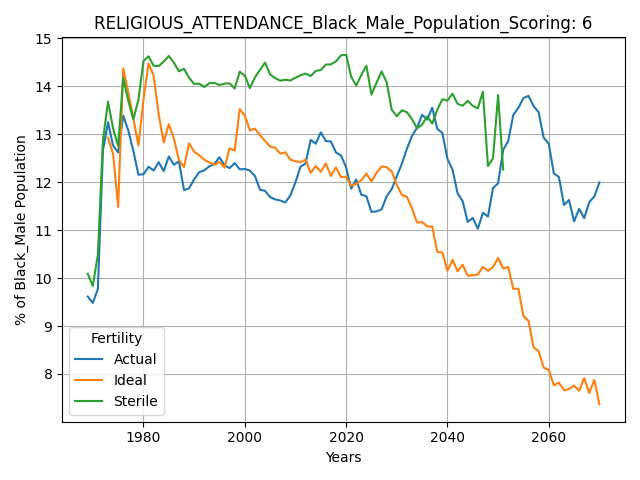 RELIGIOUS_ATTENDANCE_Black_Male_Population_Scoring: 6
15
14
13
12
11
10
9
8
% of Black_Male Population
Fertility
Actual
Ideal
Sterile
1980
2000
2020
2040
2060
Years